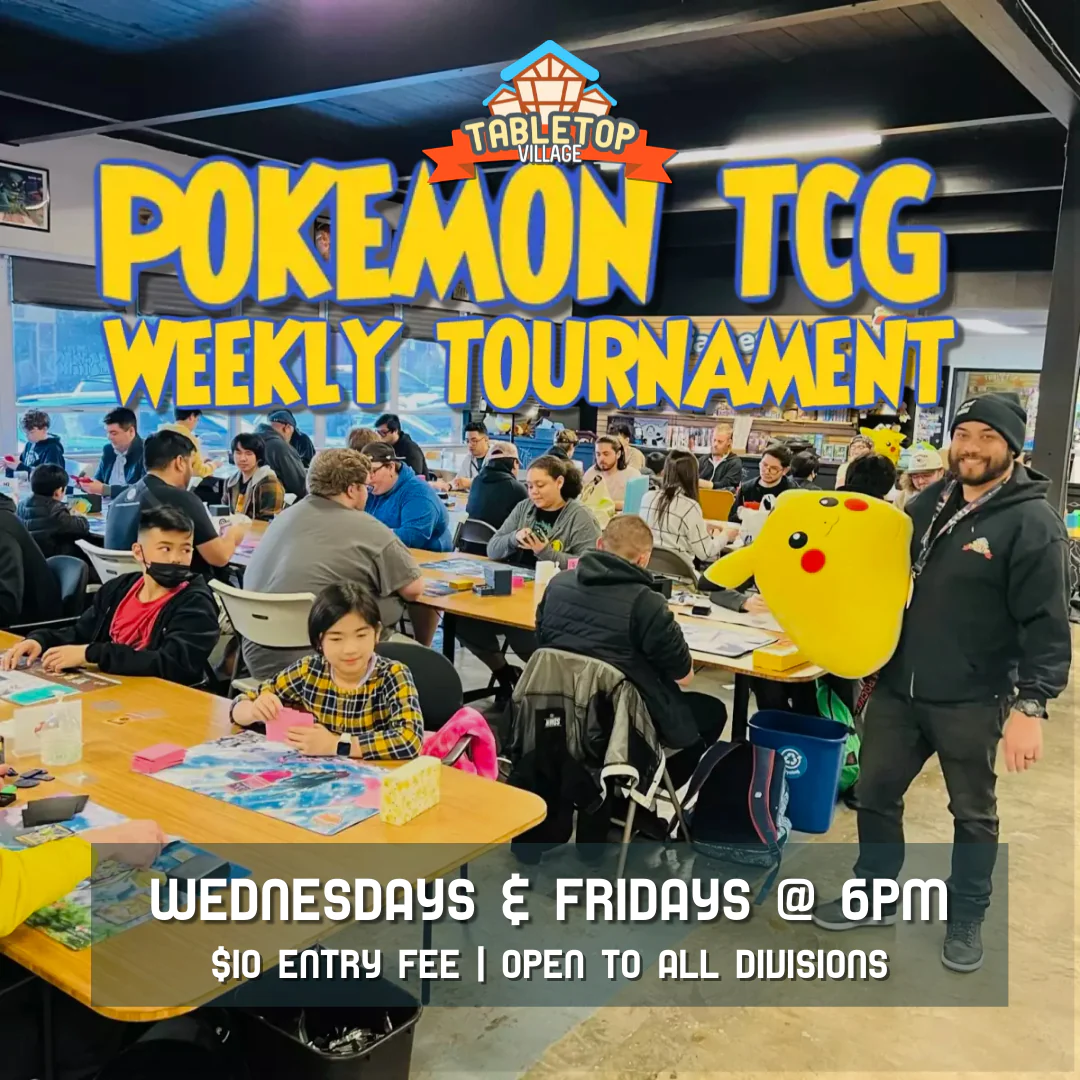 TABLETOP
VILLAGE
POKEMON TCG
WEEKLY TOURNAMENT
WEDNESDAYS & FRIDAYS @ 6PM
$10 ENTRY FEE | OPEN TO ALL DIVISIONS